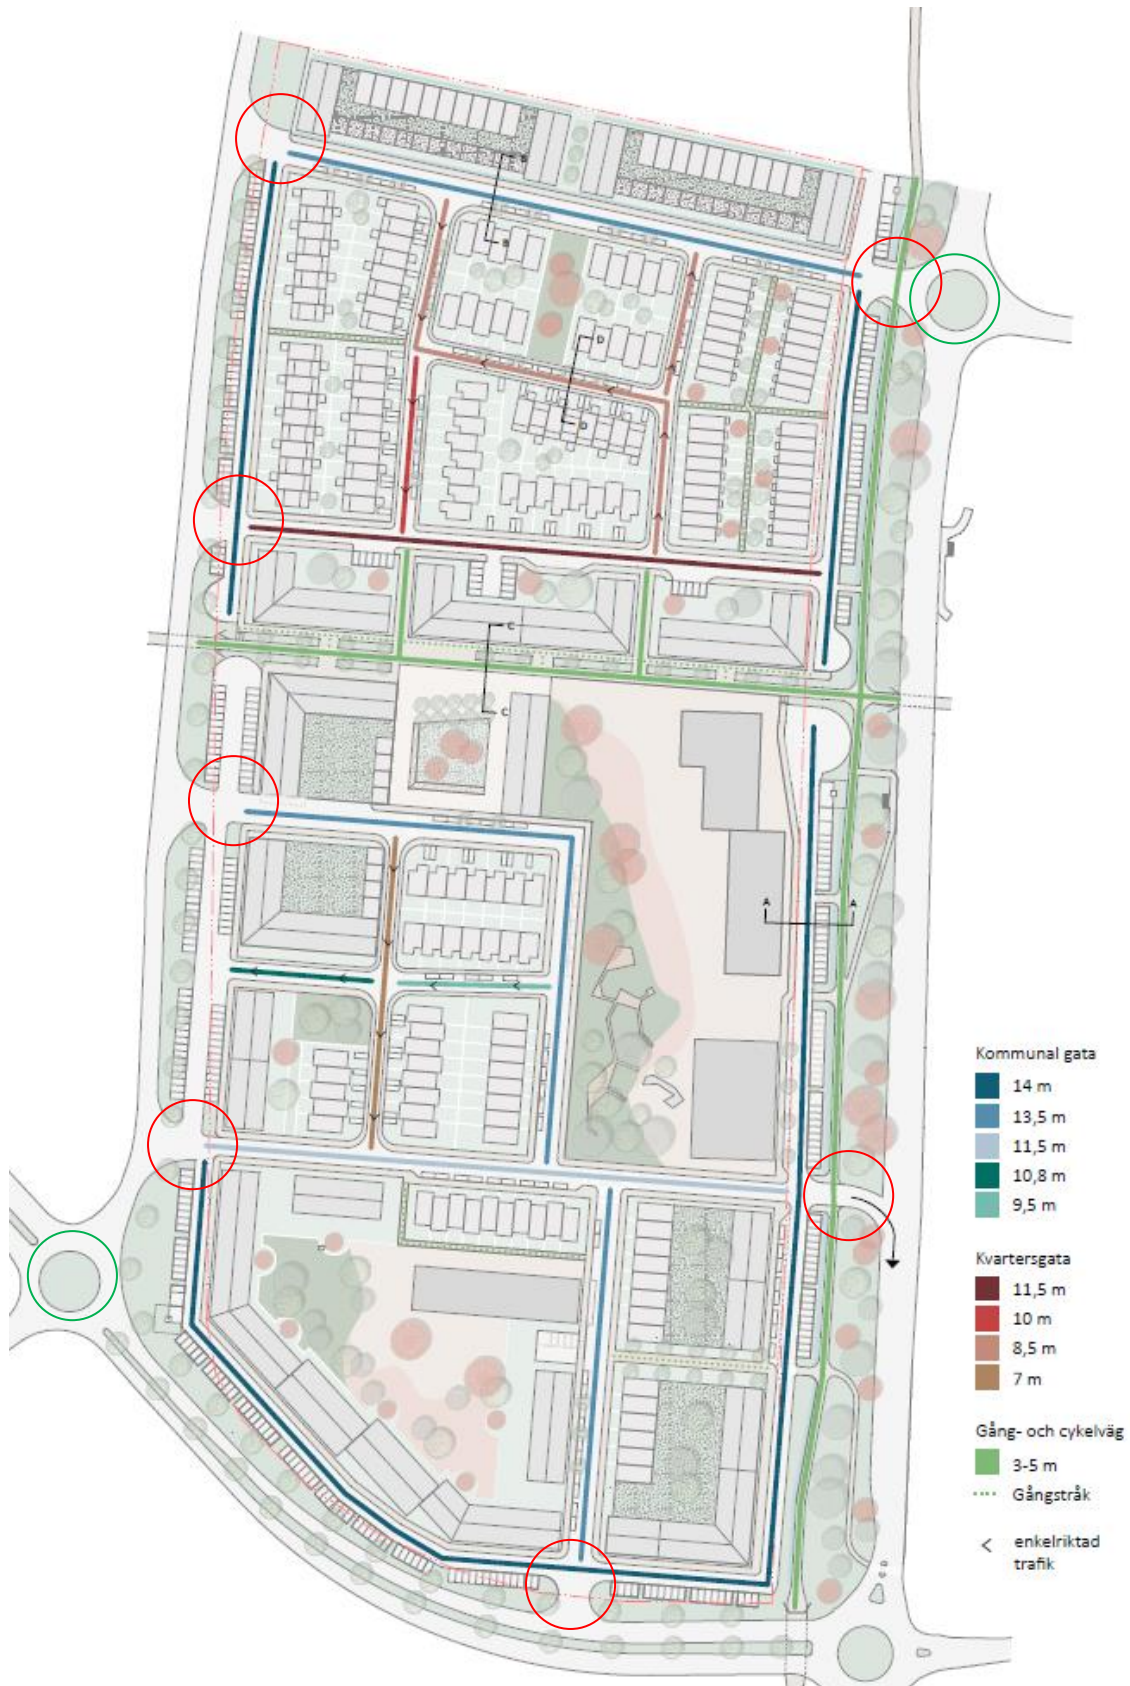 B
B
D
D
C
C
A
A
Kommunal gata
14 m
13,5 m
11,5 m
10,8 m
9,5 m
Kvartersgata
11,5 m
10 m
8,5 m
7 m
Gång- och cykelväg
3-5 m
Gångstråk
enkelriktad
trafik